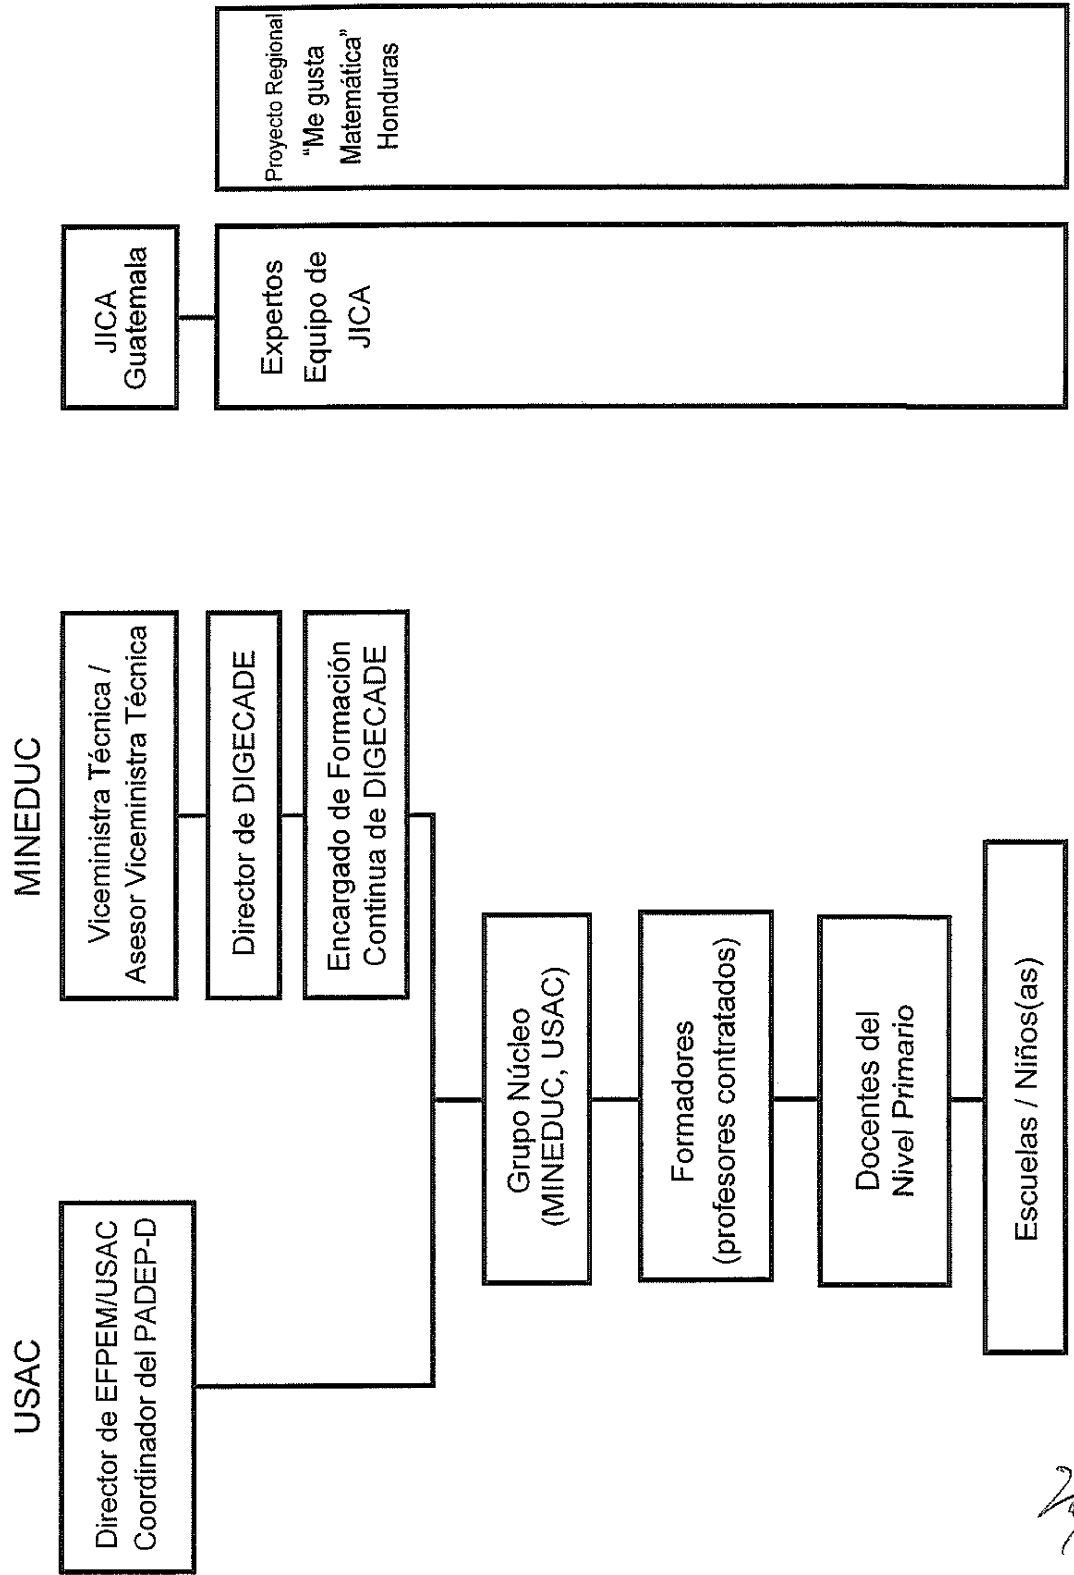 USAC
Director de EFPEM/USAC
Coordinador del PADEP-D
MINEDUC
Viceministra Técnica /
Asesor Viceministra Técnica
Director de DIGECADE
Encargado de Formación
Continua de DIGECADE
Grupo Núcleo
(MINEDUC, USAC)
Formadores
(profesores contratados)
Docentes del
Nivel Primario
Escuelas / Niños(as)
JICA
Guatemala
Expertos
Equipo de
JICA
Proyecto Regional
“Me gusta
Matemática”
Honduras